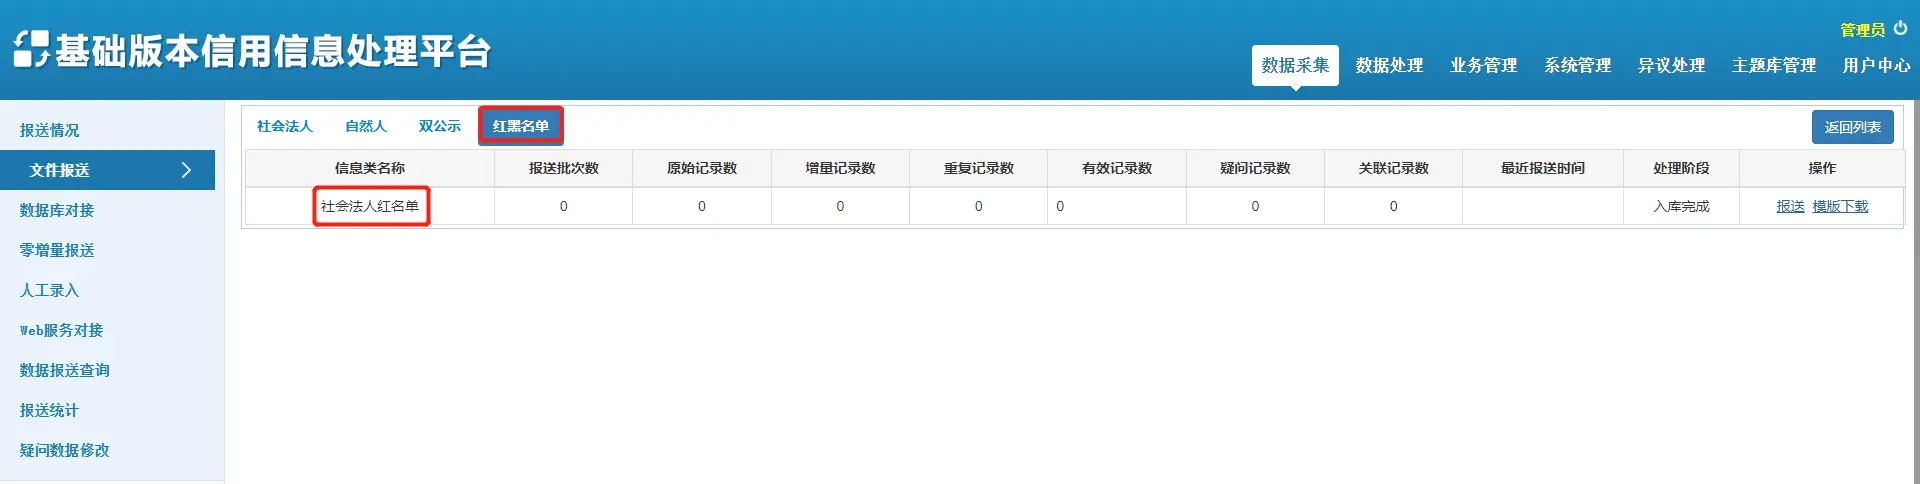 基础版本信用信息处理平台
管理员
数据采集 数据处理 业务管理 系统管理 异议处理 主题库管理 用户中心
报送情况
文件报送
数据库对接
零增量报送
人工录入
Web服务对接
数据报送查询
报送统计
疑问数据修改
社会法人 自然人 双公示 红黑名单 返回列表
信息类名称 报送批次数 原始记录数 增量记录数 重复记录数 有效记录数 疑问记录数 关联记录数 最近报送时间 处理阶段 操作
社会法人红名单 0 0 0 0 0 0 0 入库完成 报送 模版下载